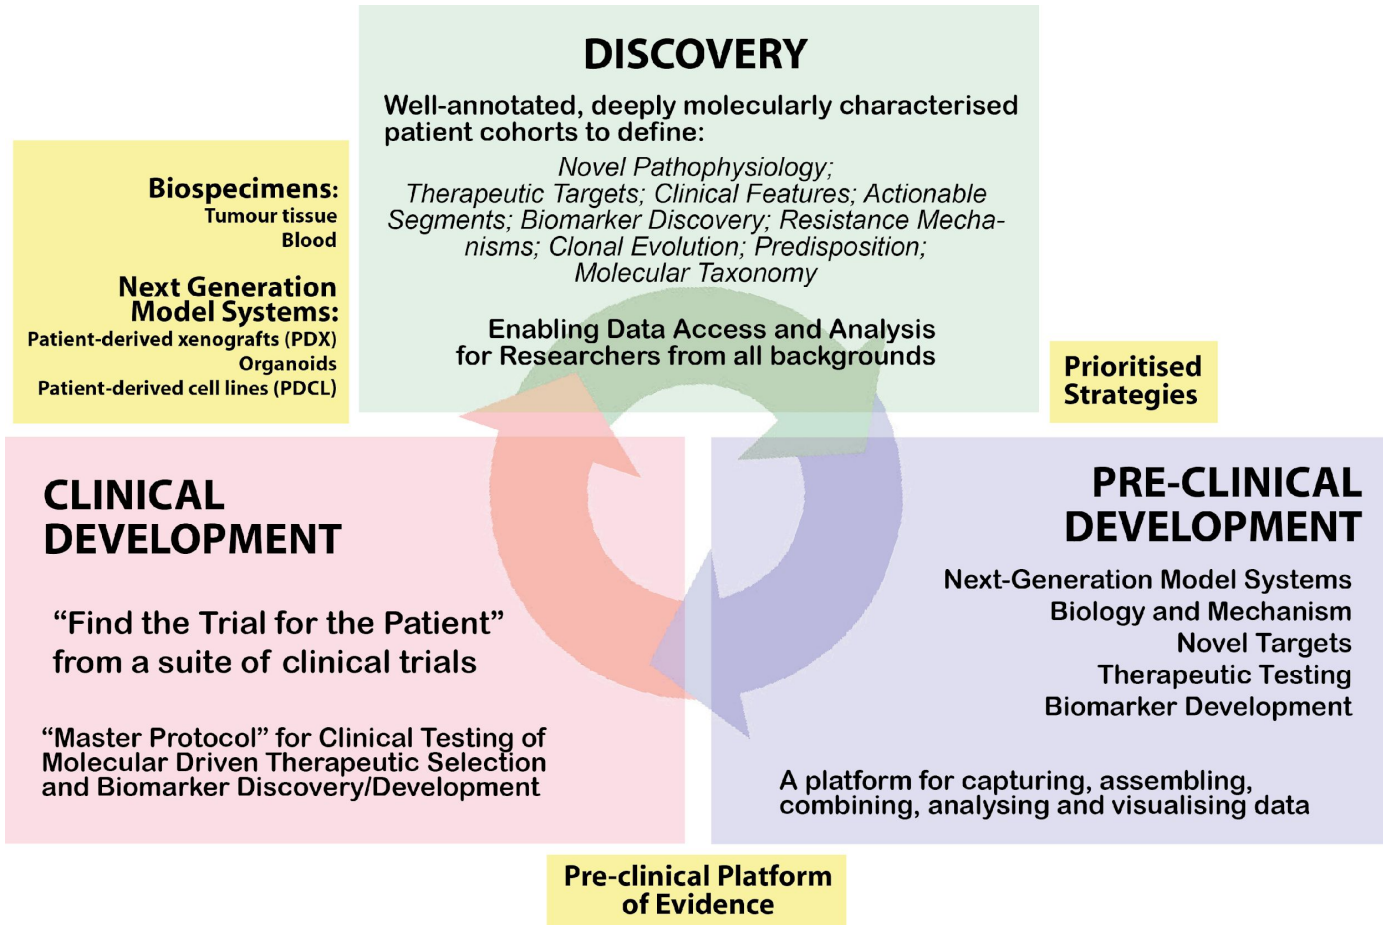 DISCOVERY
Well-annotated, deeply molecularly characterised
patient cohorts to define:
Novel Pathophysiology;
Therapeutic Targets; Clinical Features; Actionable
Segments; Biomarker Discovery; Resistance Mecha-
nisms; Clonal Evolution; Predisposition;
Molecular Taxonomy
Enabling Data Access and Analysis
for Researchers from all backgrounds
Biospecimens:
Tumour tissue
Blood
Next Generation
Model Systems:
Patient-derived xenografts (PDX)
Organoids
Patient-derived cell lines (PDCL)
Prioritised
Strategies
CLINICAL
DEVELOPMENT
“Find the Trial for the Patient”
from a suite of clinical trials
“Master Protocol” for Clinical Testing of
Molecular Driven Therapeutic Selection
and Biomarker Discovery/Development
PRE-CLINICAL
DEVELOPMENT
Next-Generation Model Systems
Biology and Mechanism
Novel Targets
Therapeutic Testing
Biomarker Development
A platform for capturing, assembling,
combining, analysing and visualising data
Pre-clinical Platform
of Evidence